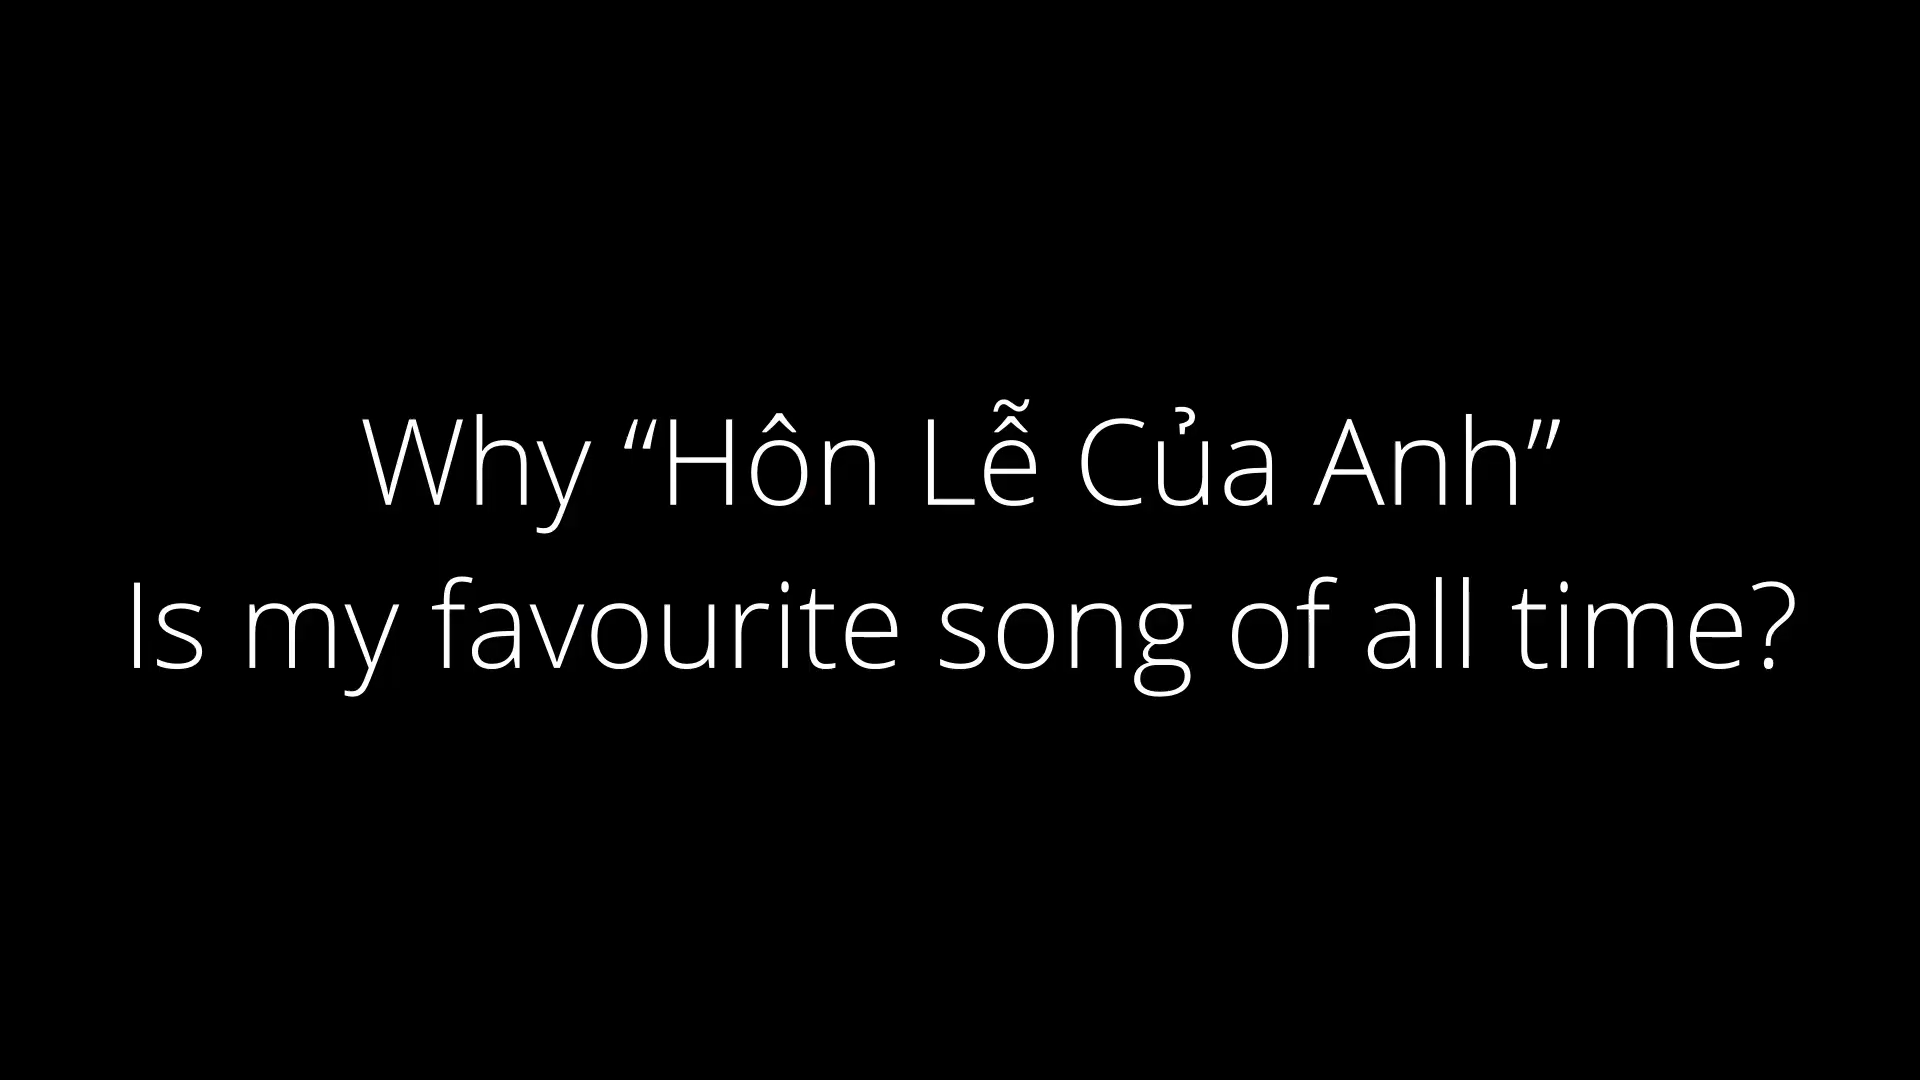 Why “Hôn Lễ Của Anh”
Is my favourite song of all time?